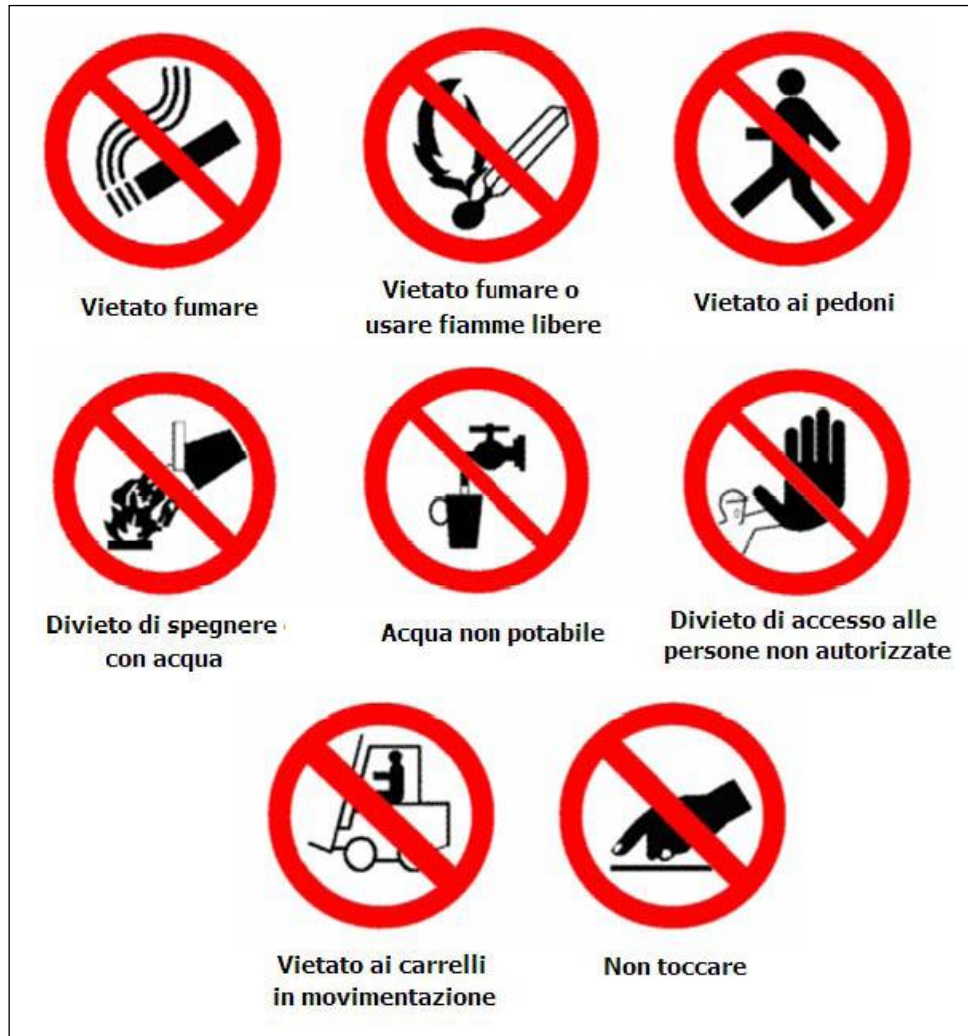 Vietato fumare
Vietato fumare o
usare fiamme libere
Vietato ai pedoni
Divieto di spegnere
con acqua
Acqua non potabile
Divieto di accesso alle
persone non autorizzate
Vietato ai carrelli
in movimentazione
Non toccare